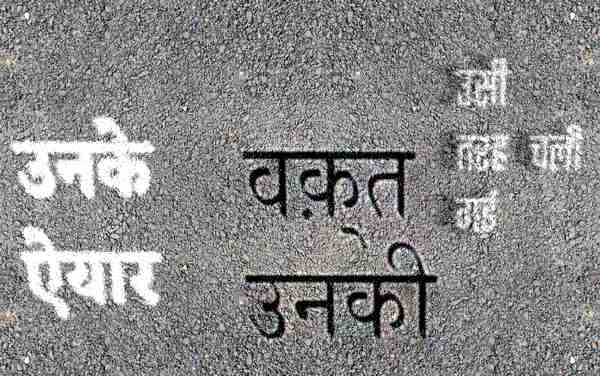 उनके
ऐयार
वक़्त
उनकी
उसी
तरह चली
गई